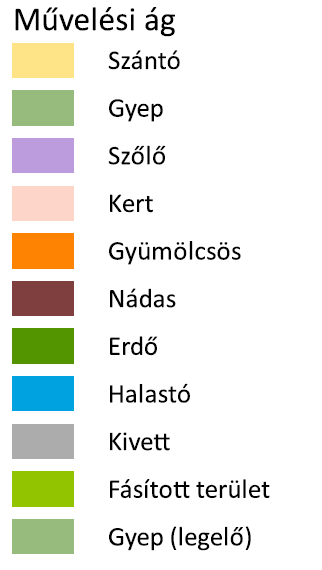 Művelési ág
Szántó
Gyep
Szőlő
Kert
Gyümölcsös
Nádas
Erdő
Halastó
Kivett
Fásított terület
Gyep (legelő)